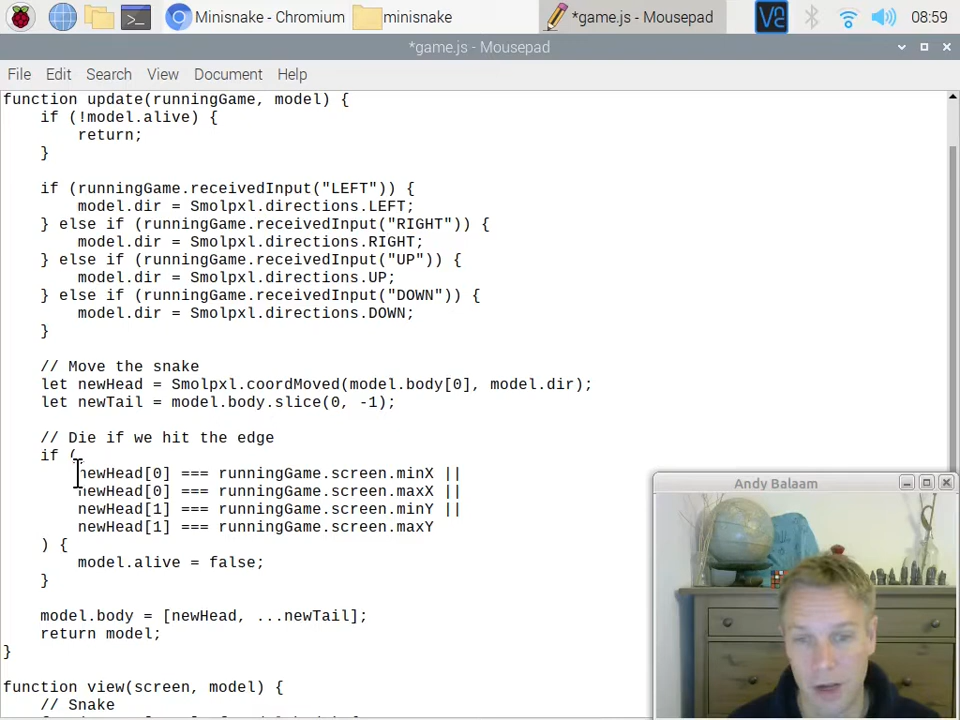 Minisnake - Chromium
minisnake
*game.js - Mousepad
08:59
*game.js - Mousepad
File Edit Search View Document Help
function update(runningGame, model) {
    if (!model.alive) {
        return;
    }
    if (runningGame.receivedInput("LEFT")) {
        model.dir = Smolpxl.directions.LEFT;
    } else if (runningGame.receivedInput("RIGHT")) {
        model.dir = Smolpxl.directions.RIGHT;
    } else if (runningGame.receivedInput("UP")) {
        model.dir = Smolpxl.directions.UP;
    } else if (runningGame.receivedInput("DOWN")) {
        model.dir = Smolpxl.directions.DOWN;
    }
    // Move the snake
    let newHead = Smolpxl.coordMoved(model.body[0], model.dir);
    let newTail = model.body.slice(0, -1);
    // Die if we hit the edge
    if (
        newHead[0] === runningGame.screen.minX ||
        newHead[0] === runningGame.screen.maxX ||
        newHead[1] === runningGame.screen.minY ||
        newHead[1] === runningGame.screen.maxY
    ) {
        model.alive = false;
    }
    model.body = [newHead, ...newTail];
    return model;
}
function view(screen, model) {
    // Snake
Andy Balaam